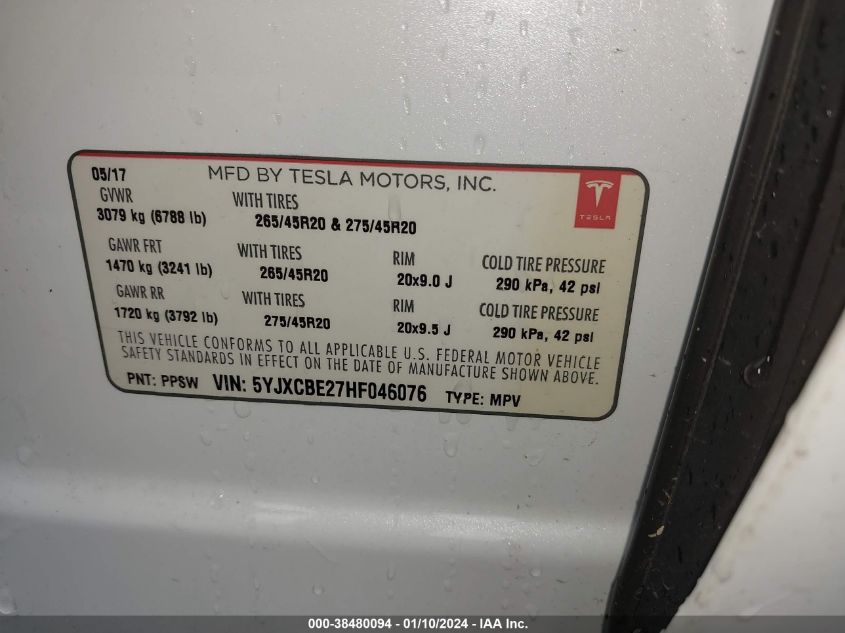 05/17 MFD BY TESLA MOTORS, INC.
GVWR WITH TIRES TESLA
3079 kg (6788 lb) 265/45R20 & 275/45R20
GAWR FRT WITH TIRES RIM COLD TIRE PRESSURE
1470 kg (3241 lb) 265/45R20 20x9.0 J 290 kPa, 42 psi
GAWR RR WITH TIRES RIM COLD TIRE PRESSURE
1720 kg (3792 lb) 275/45R20 20x9.5 J 290 kPa, 42 psi
THIS VEHICLE CONFORMS TO ALL APPLICABLE U.S. FEDERAL MOTOR VEHICLE
SAFETY STANDARDS IN EFFECT ON THE DATE OF MANUFACTURE SHOWN ABOVE.
PNT: PPSW VIN: 5YJXCBE27HF046076 TYPE: MPV
000-38480094 - 01/10/2024 - IAA Inc.